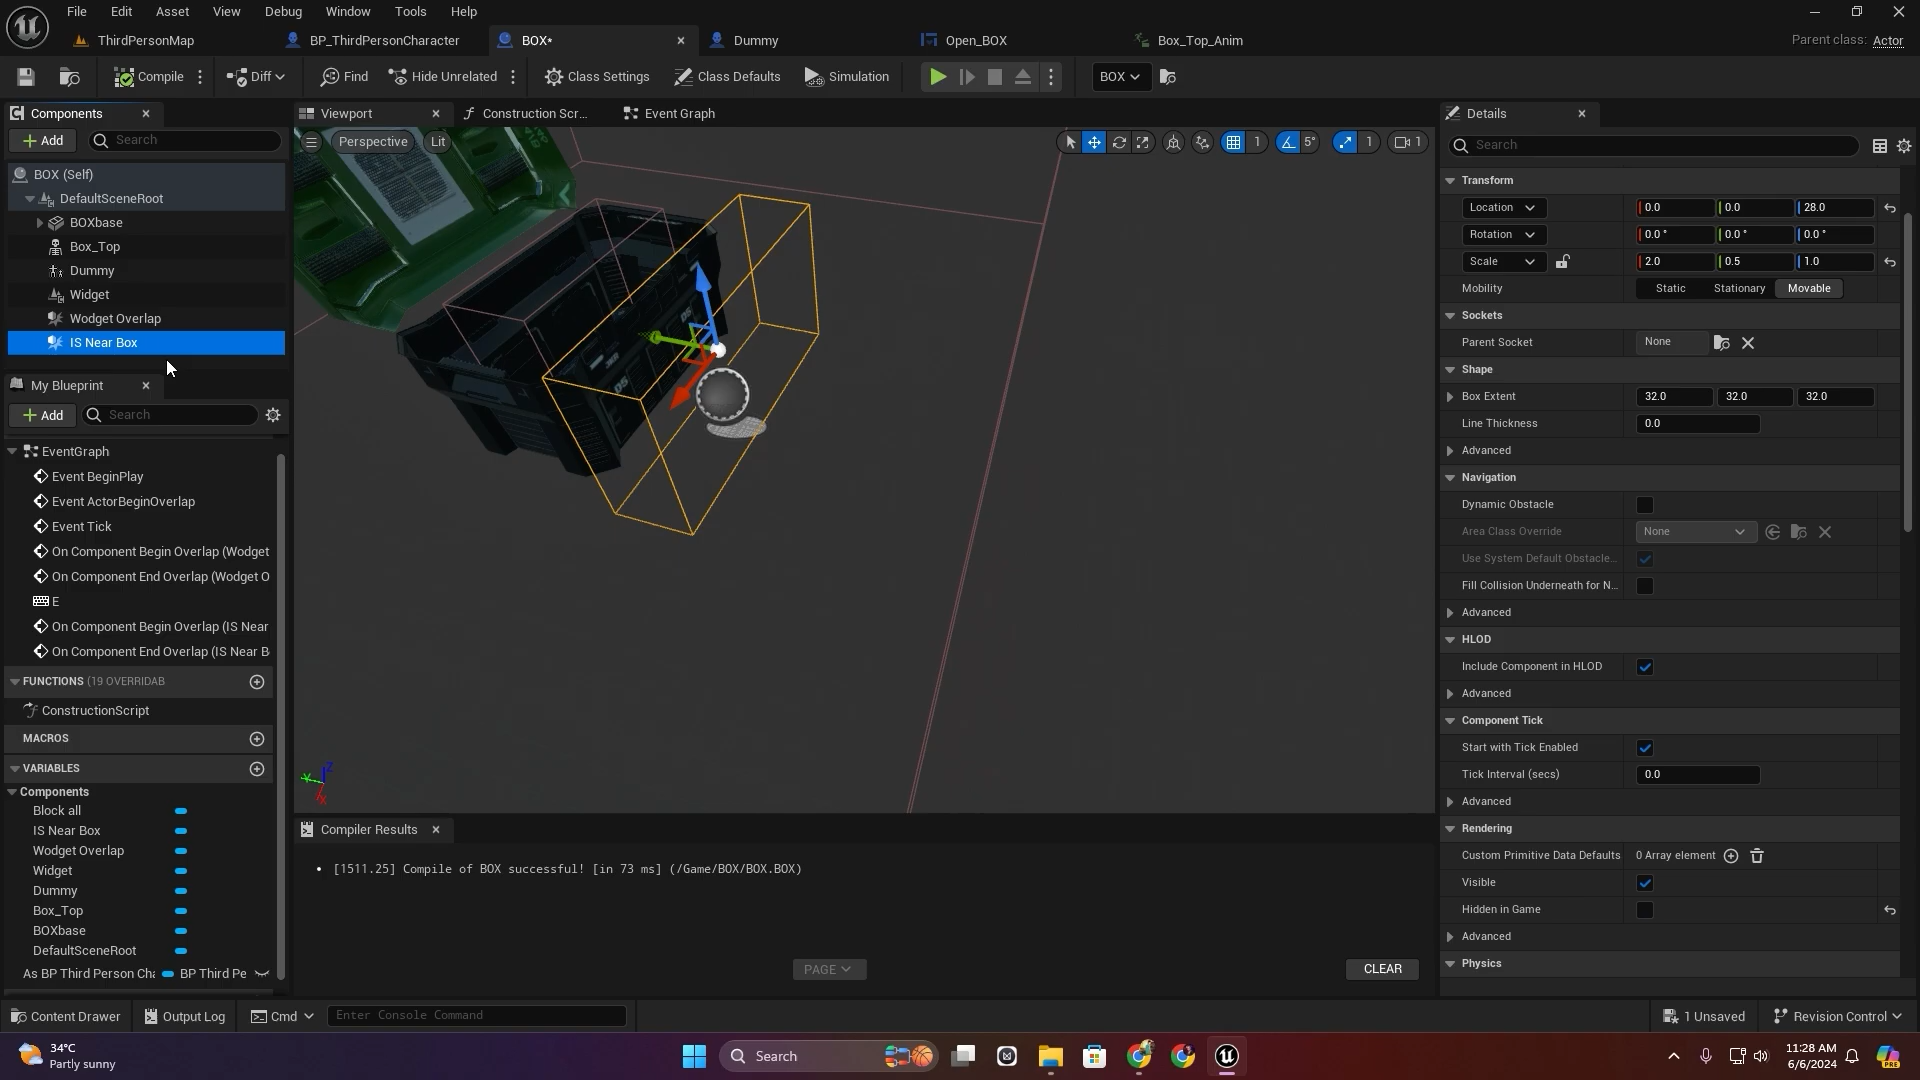 File Edit Asset View Debug Window Tools Help
ThirdPersonMap BP_ThirdPersonCharacter BOX* Dummy Open_BOX Box_Top_Anim Parent class: Actor
Compile Diff Find Hide Unrelated Class Settings Class Defaults Simulation BOX
Components
Add Search
BOX (Self)
DefaultSceneRoot
BOXbase
Box_Top
Dummy
Widget
Wodget Overlap
IS Near Box
My Blueprint
Add Search
EventGraph
Event BeginPlay
Event ActorBeginOverlap
Event Tick
On Component Begin Overlap (Wodget
On Component End Overlap (Wodget O
E
On Component Begin Overlap (IS Near
On Component End Overlap (IS Near B
FUNCTIONS (19 OVERRIDAB
ConstructionScript
MACROS
VARIABLES
Components
Block all
IS Near Box
Wodget Overlap
Widget
Dummy
Box_Top
BOXbase
DefaultSceneRoot
As BP Third Person Cha BP Third Pe
Viewport Construction Scr... Event Graph
Perspective Lit 1 5° 1 1
D5
D5
Z
Y
X
Compiler Results
• [1511.25] Compile of BOX successful! [in 73 ms] (/Game/BOX/BOX.BOX)
PAGE CLEAR
Details
Search
Transform
Location 0.0 0.0 28.0
Rotation 0.0 ° 0.0 ° 0.0 °
Scale 2.0 0.5 1.0
Mobility Static Stationary Movable
Sockets
Parent Socket None
Shape
Box Extent 32.0 32.0 32.0
Line Thickness 0.0
Advanced
Navigation
Dynamic Obstacle
Area Class Override None
Use System Default Obstacle...
Fill Collision Underneath for N...
Advanced
HLOD
Include Component in HLOD
Advanced
Component Tick
Start with Tick Enabled
Tick Interval (secs) 0.0
Advanced
Rendering
Custom Primitive Data Defaults 0 Array element
Visible
Hidden in Game
Advanced
Physics
Content Drawer Output Log Cmd Enter Console Command 1 Unsaved Revision Control
34°C
Partly sunny
Search
11:28 AM
6/6/2024
PRE